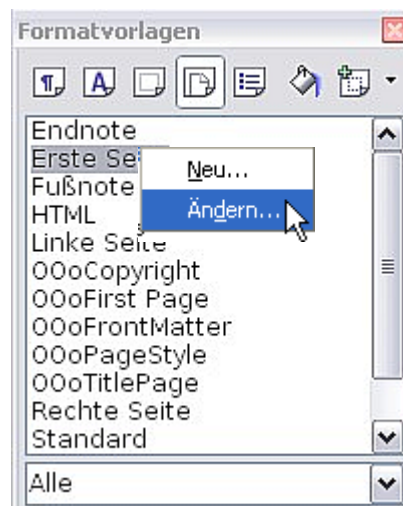 Formatvorlagen
Endnote
Erste Se
Neu...
Fußnote
HTML
Ändern...
Linke Seite
OOoCopyright
OOoFirst Page
OOoFrontMatter
OOoPageStyle
OOoTitlePage
Rechte Seite
Standard
Alle